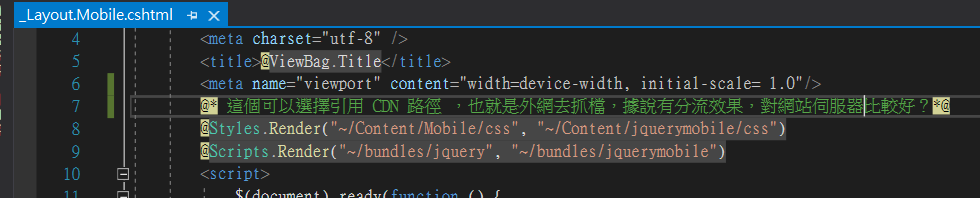 _Layout.Mobile.cshtml
4 <meta charset="utf-8" />
5 <title>@ViewBag.Title</title>
6 <meta name="viewport" content="width=device-width, initial-scale= 1.0"/>
7 @* 這個可以選擇引用 CDN 路徑 ，也就是外網去抓檔，據說有分流效果，對網站伺服器比較好？*@
8 @Styles.Render("~/Content/Mobile/css", "~/Content/jquerymobile/css")
9 @Scripts.Render("~/bundles/jquery", "~/bundles/jquerymobile")
10 <script>
11 $(document).ready(function () {